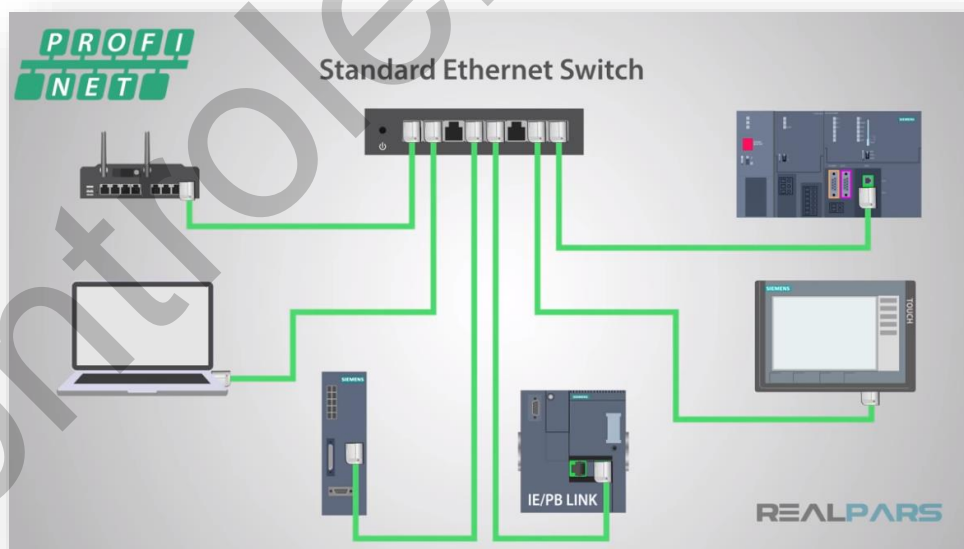 PROFI
NET
Standard Ethernet Switch
SIEMENS
SIEMENS
TOUCH
SIEMENS
SIEMENS
IE/PB LINK
REALPARS